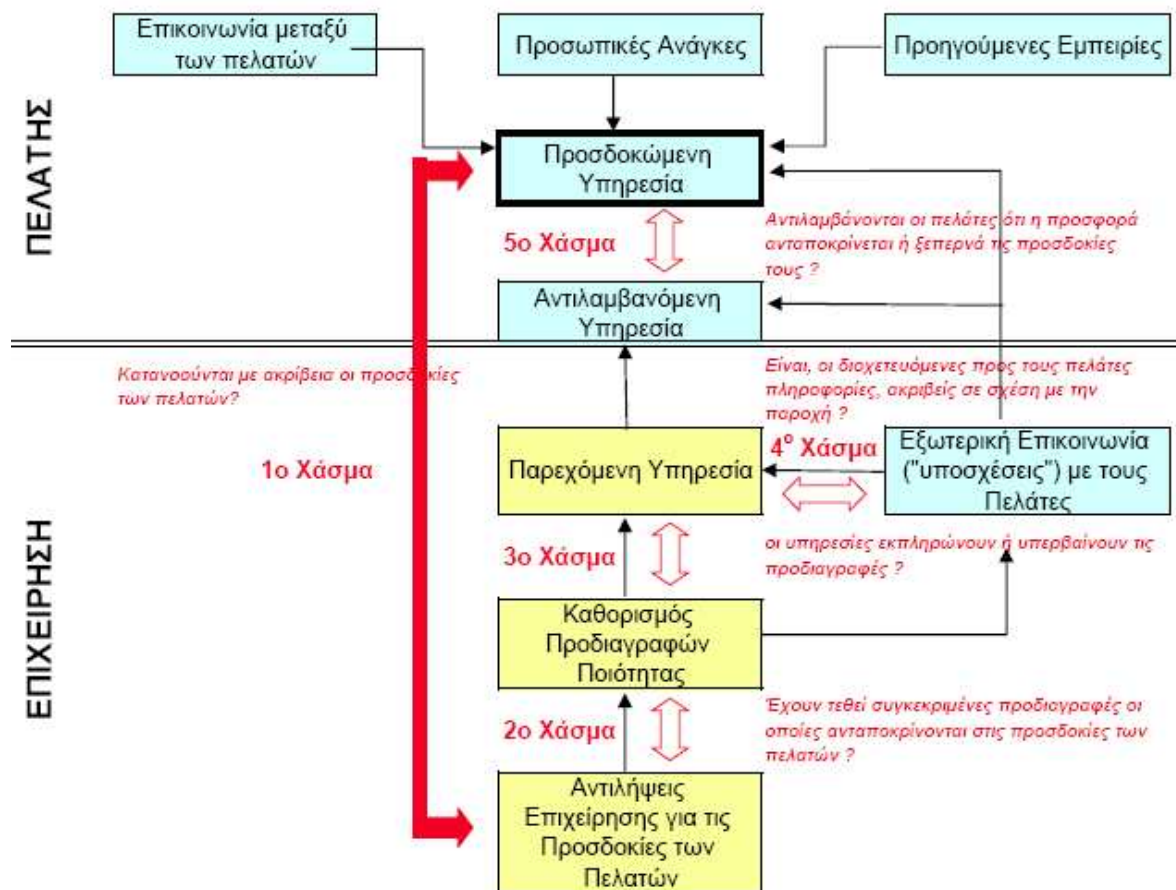 Επικοινωνία μεταξύ
των πελατών
Προσωπικές Ανάγκες
Προηγούμενες Εμπειρίες
ΠΕΛΑΤΗΣ
Προσδοκώμενη
Υπηρεσία
5ο Χάσμα
Αντιλαμβάνονται οι πελάτες ότι η προσφορά
ανταποκρίνεται ή ξεπερνά τις προσδοκίες
τους ?
Αντιλαμβανόμενη
Υπηρεσία
Κατανοούνται με ακρίβεια οι προσδοκίες
των πελατών?
Είναι, οι διοχετευόμενες προς τους πελάτες
πληροφορίες, ακριβείς σε σχέση με την
παροχή ?
ΕΠΙΧΕΙΡΗΣΗ
1ο Χάσμα
Παρεχόμενη Υπηρεσία
4ο Χάσμα
Εξωτερική Επικοινωνία
("υποσχέσεις") με τους
Πελάτες
3ο Χάσμα
οι υπηρεσίες εκπληρώνουν ή υπερβαίνουν τις
προδιαγραφές ?
Καθορισμός
Προδιαγραφών
Ποιότητας
2ο Χάσμα
Έχουν τεθεί συγκεκριμένες προδιαγραφές οι
οποίες ανταποκρίνονται στις προσδοκίες των
πελατών ?
Αντιλήψεις
Επιχείρησης για τις
Προσδοκίες των
Πελατών